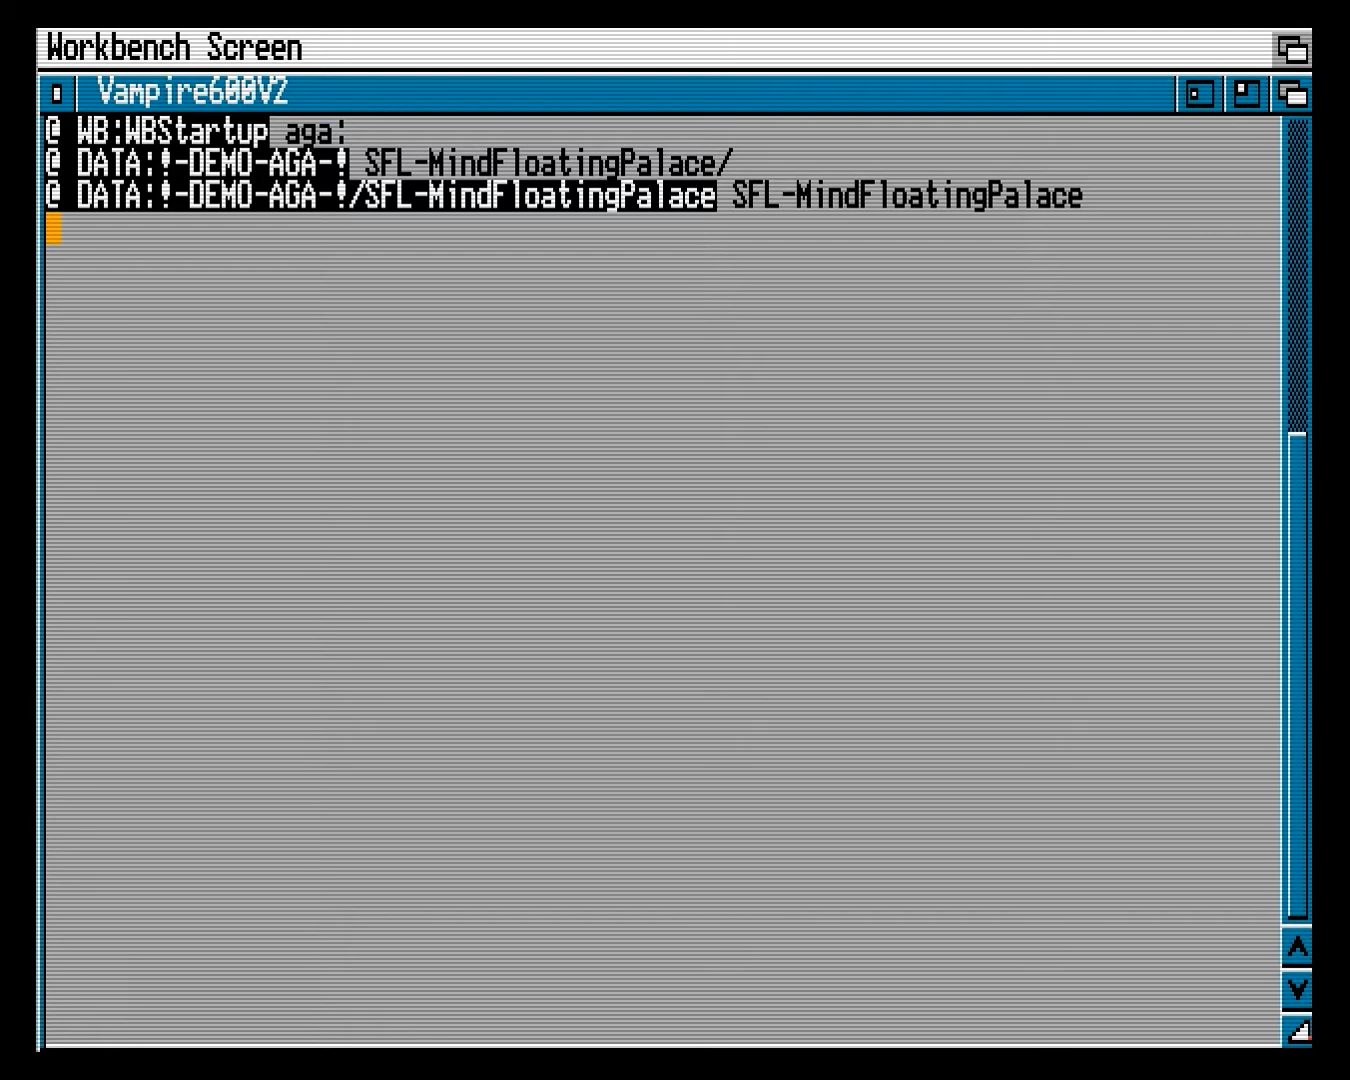 Workbench Screen
Vampire600V2
@ WB:WBStartup aga:
@ DATA:!-DEMO-AGA-! SFL-MindFloatingPalace/
@ DATA:!-DEMO-AGA-!/SFL-MindFloatingPalace SFL-MindFloatingPalace